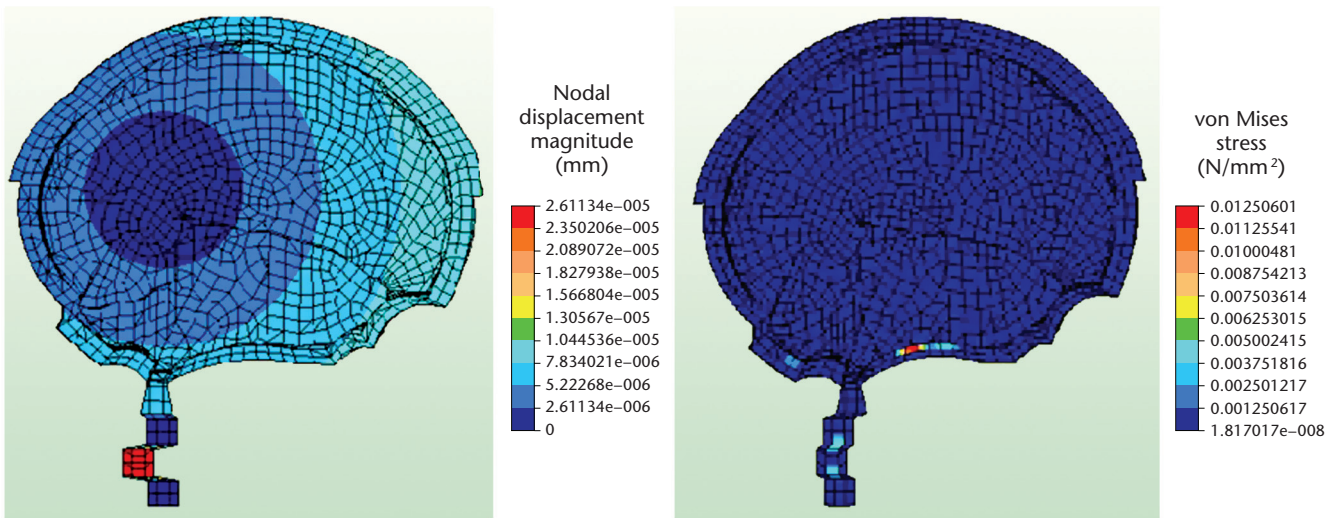 Nodal
displacement
magnitude
(mm)
2.61134e–005
2.350206e–005
2.089072e–005
1.827938e–005
1.566804e–005
1.30567e–005
1.044536e–005
7.834021e–006
5.22268e–006
2.61134e–006
0
von Mises
stress
(N/mm²)
0.01250601
0.01125541
0.01000481
0.008754213
0.007503614
0.006253015
0.005002415
0.003751816
0.002501217
0.001250617
1.817017e–008